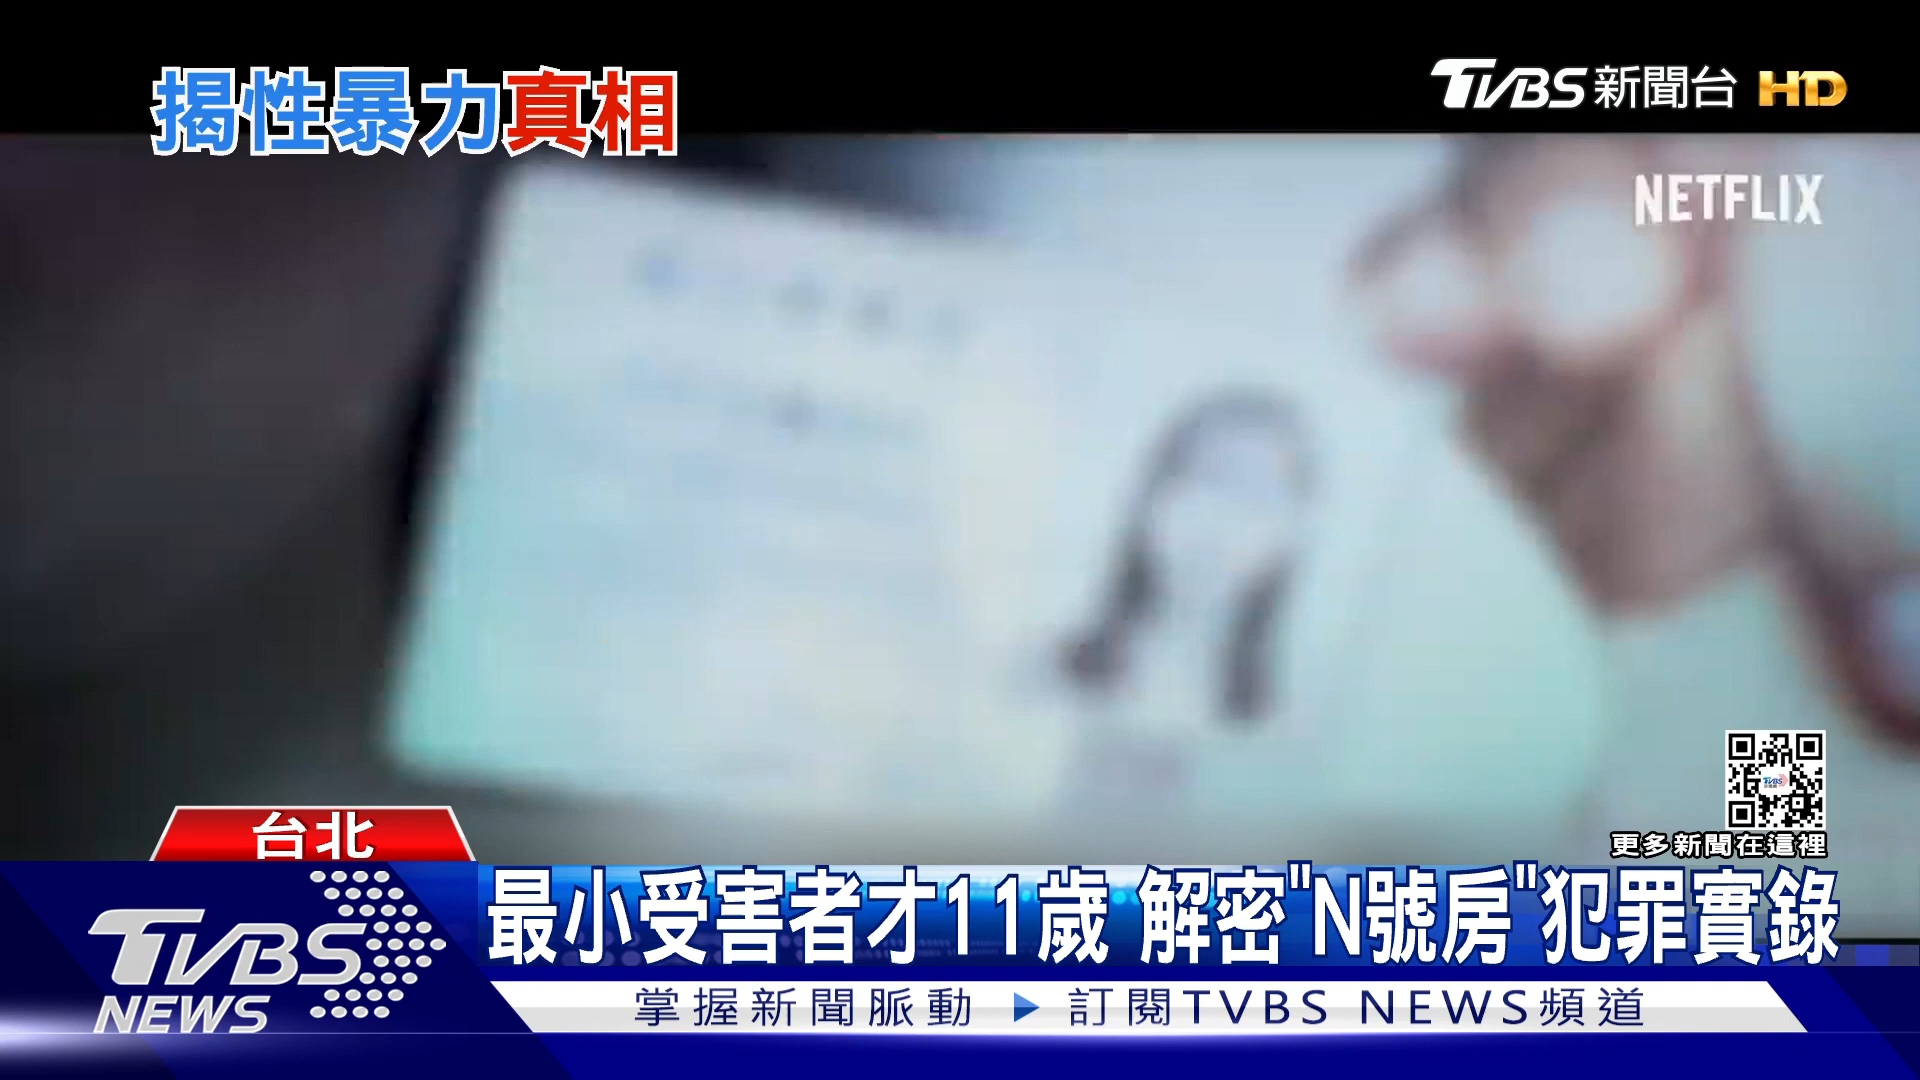 揭性暴力真相
TVBS新聞台 HD
NETFLIX
TVBS
更多新聞在這裡
台北
最小受害者才11歲 解密"N號房"犯罪實錄
TVBS
NEWS
掌握新聞脈動 ▶ 訂閱TVBS NEWS頻道